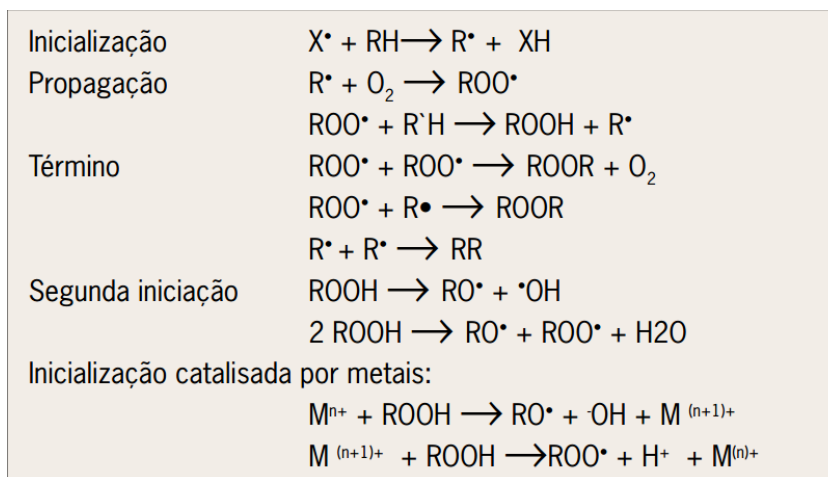 Inicialização X• + RH⟶ R• + XH
Propagação R• + O₂ ⟶ ROO•
ROO• + R`H ⟶ ROOH + R•
Término ROO• + ROO• ⟶ ROOR + O₂
ROO• + R● ⟶ ROOR
R• + R• ⟶ RR
Segunda iniciação ROOH ⟶ RO• + •OH
2 ROOH ⟶ RO• + ROO• + H2O
Inicialização catalisada por metais:
Mⁿ⁺ + ROOH ⟶ RO• + ⁻OH + M ⁽ⁿ⁺¹⁾⁺
M ⁽ⁿ⁺¹⁾⁺ + ROOH ⟶ROO• + H⁺ + M⁽ⁿ⁾⁺